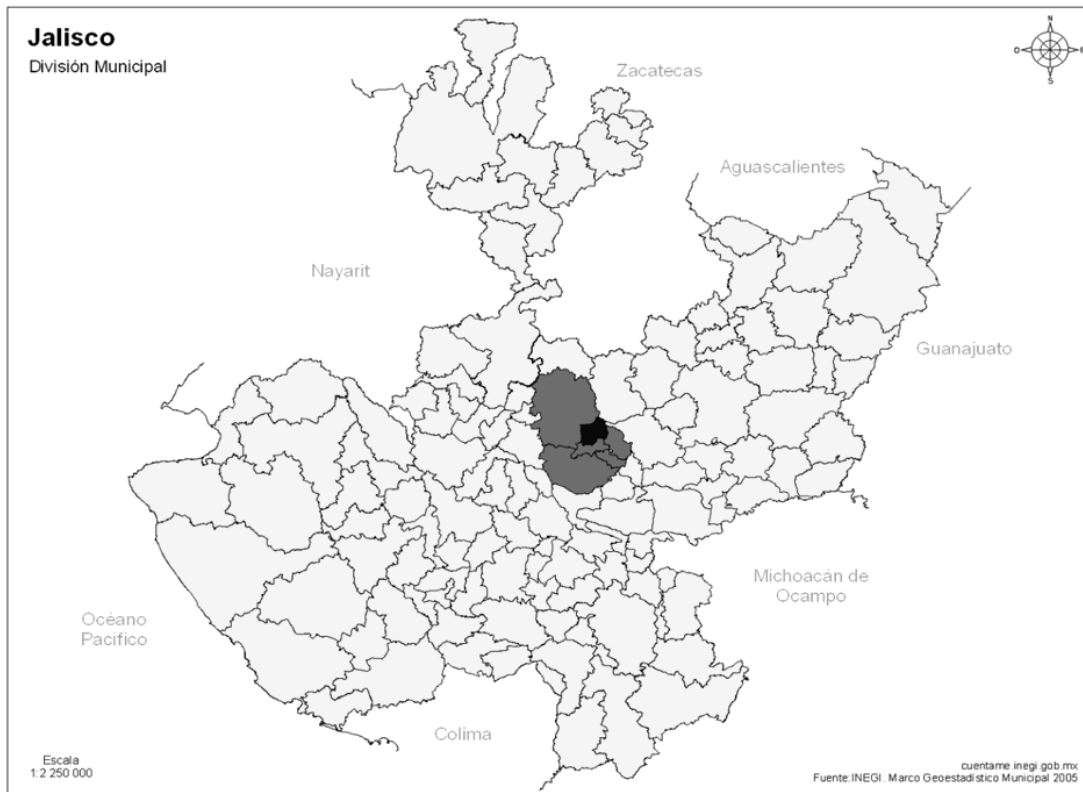 Jalisco
División Municipal
N
O
E
S
Zacatecas
Aguascalientes
Nayarit
Guanajuato
Michoacán de
Ocampo
Océano
Pacifico
Colima
Escala
1:2 250 000
cuentame.inegi.gob.mx
Fuente:INEGI. Marco Geoestadístico Municipal 2005